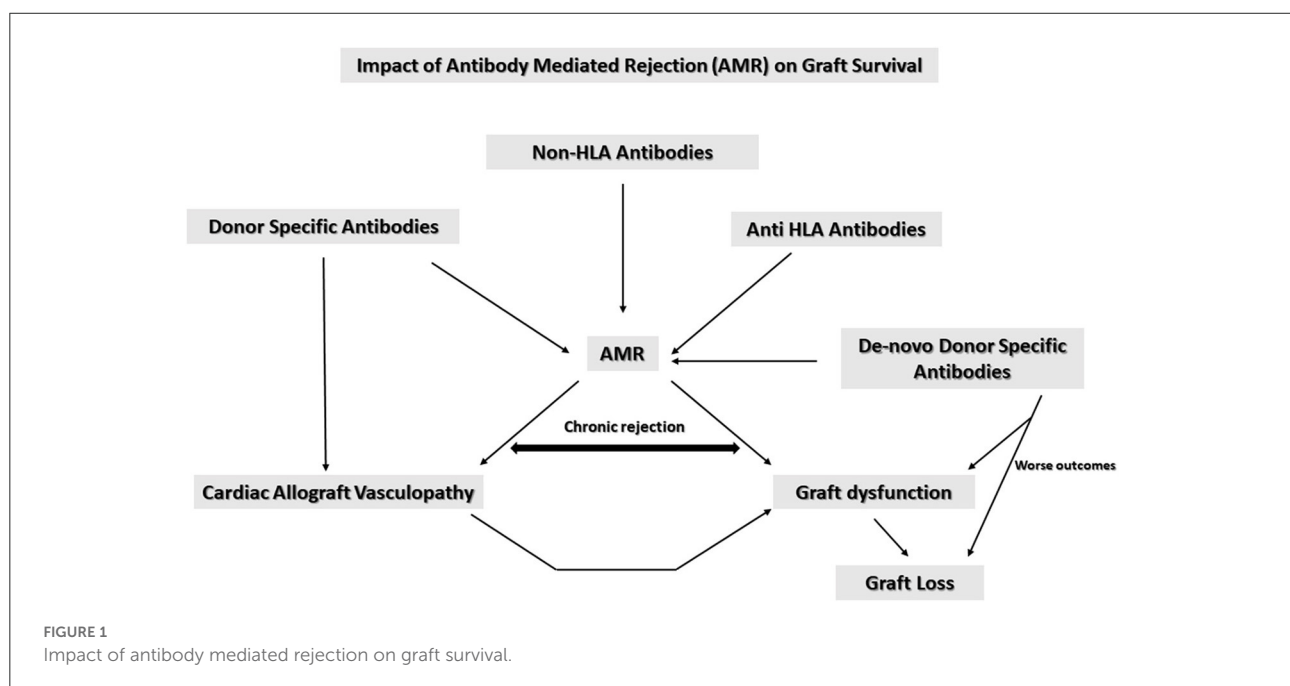 Impact of Antibody Mediated Rejection (AMR) on Graft Survival
Non-HLA Antibodies
Donor Specific Antibodies
Anti HLA Antibodies
AMR
De-novo Donor Specific
Antibodies
Chronic rejection
Worse outcomes
Cardiac Allograft Vasculopathy
Graft dysfunction
Graft Loss
FIGURE 1
Impact of antibody mediated rejection on graft survival.